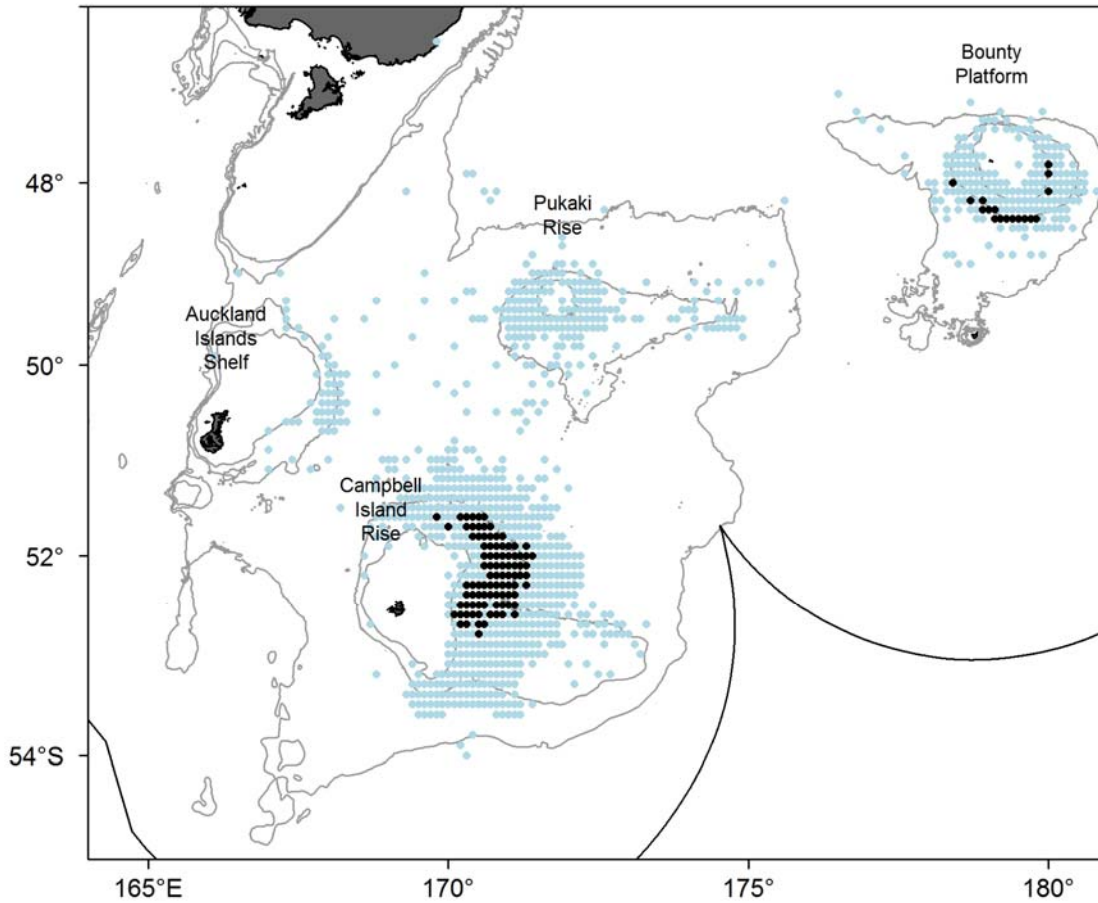 Bounty
Platform
48°
Pukaki
Rise
Auckland
Islands
Shelf
50°
Campbell
Island
Rise
52°
54°S
165°E
170°
175°
180°